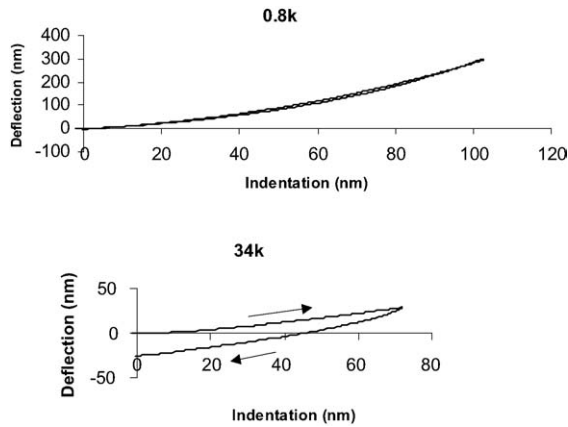 0.8k
Deflection (nm)
400
300
200
100
0
-100
0 20 40 60 80 100 120
Indentation (nm)
34k
Deflection (nm)
50
0
-50
0 20 40 60 80
Indentation (nm)